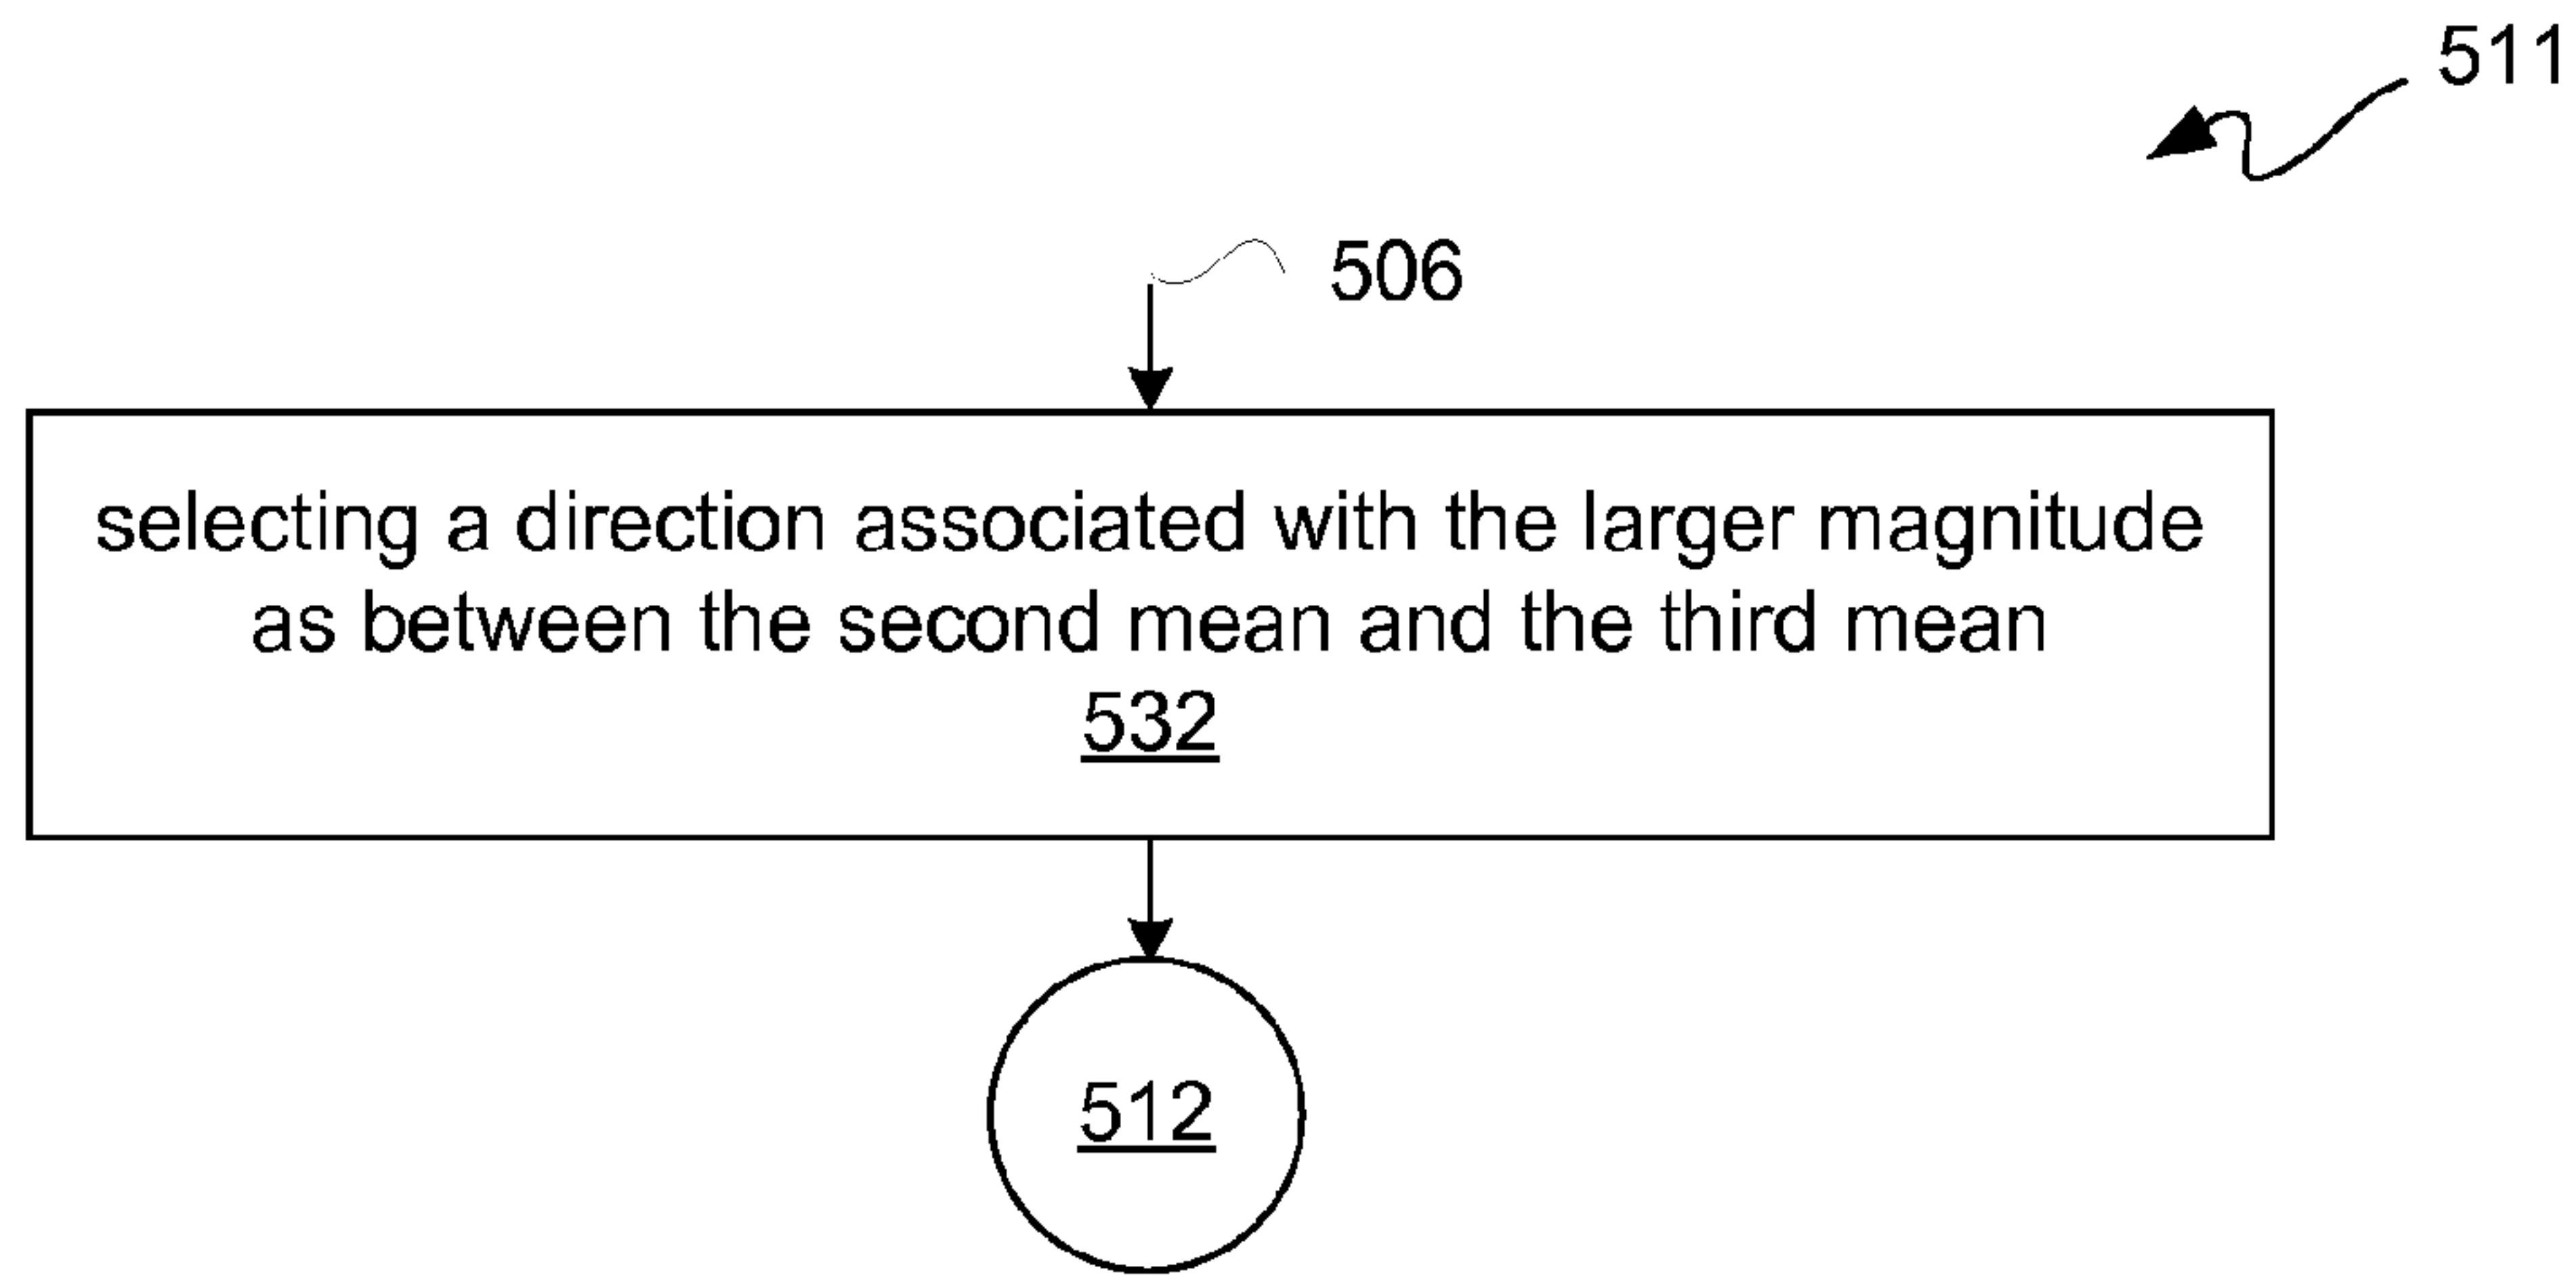 511
506
selecting a direction associated with the larger magnitude
as between the second mean and the third mean
532
512